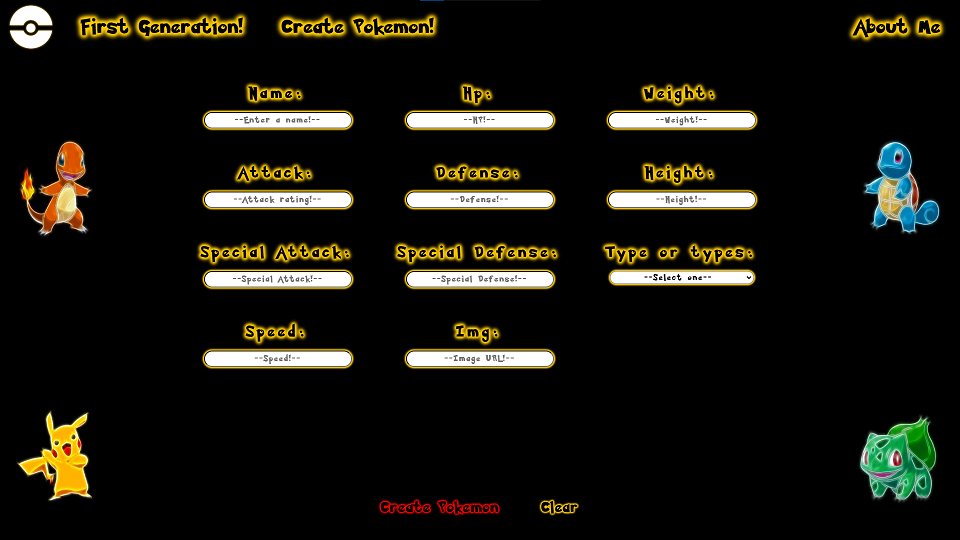 First Generation! Create Pokemon! About Me
Name: Hp: Weight:
--Enter a name!-- --HP!-- --Weight!--
Attack: Defense: Height:
--Attack rating!-- --Defense!-- --Height!--
Special Attack: Special Defense: Type or types:
--Special Attack!-- --Special Defense!-- --Select one--
Speed: Img:
--Speed!-- --Image URL!--
Create Pokemon Clear